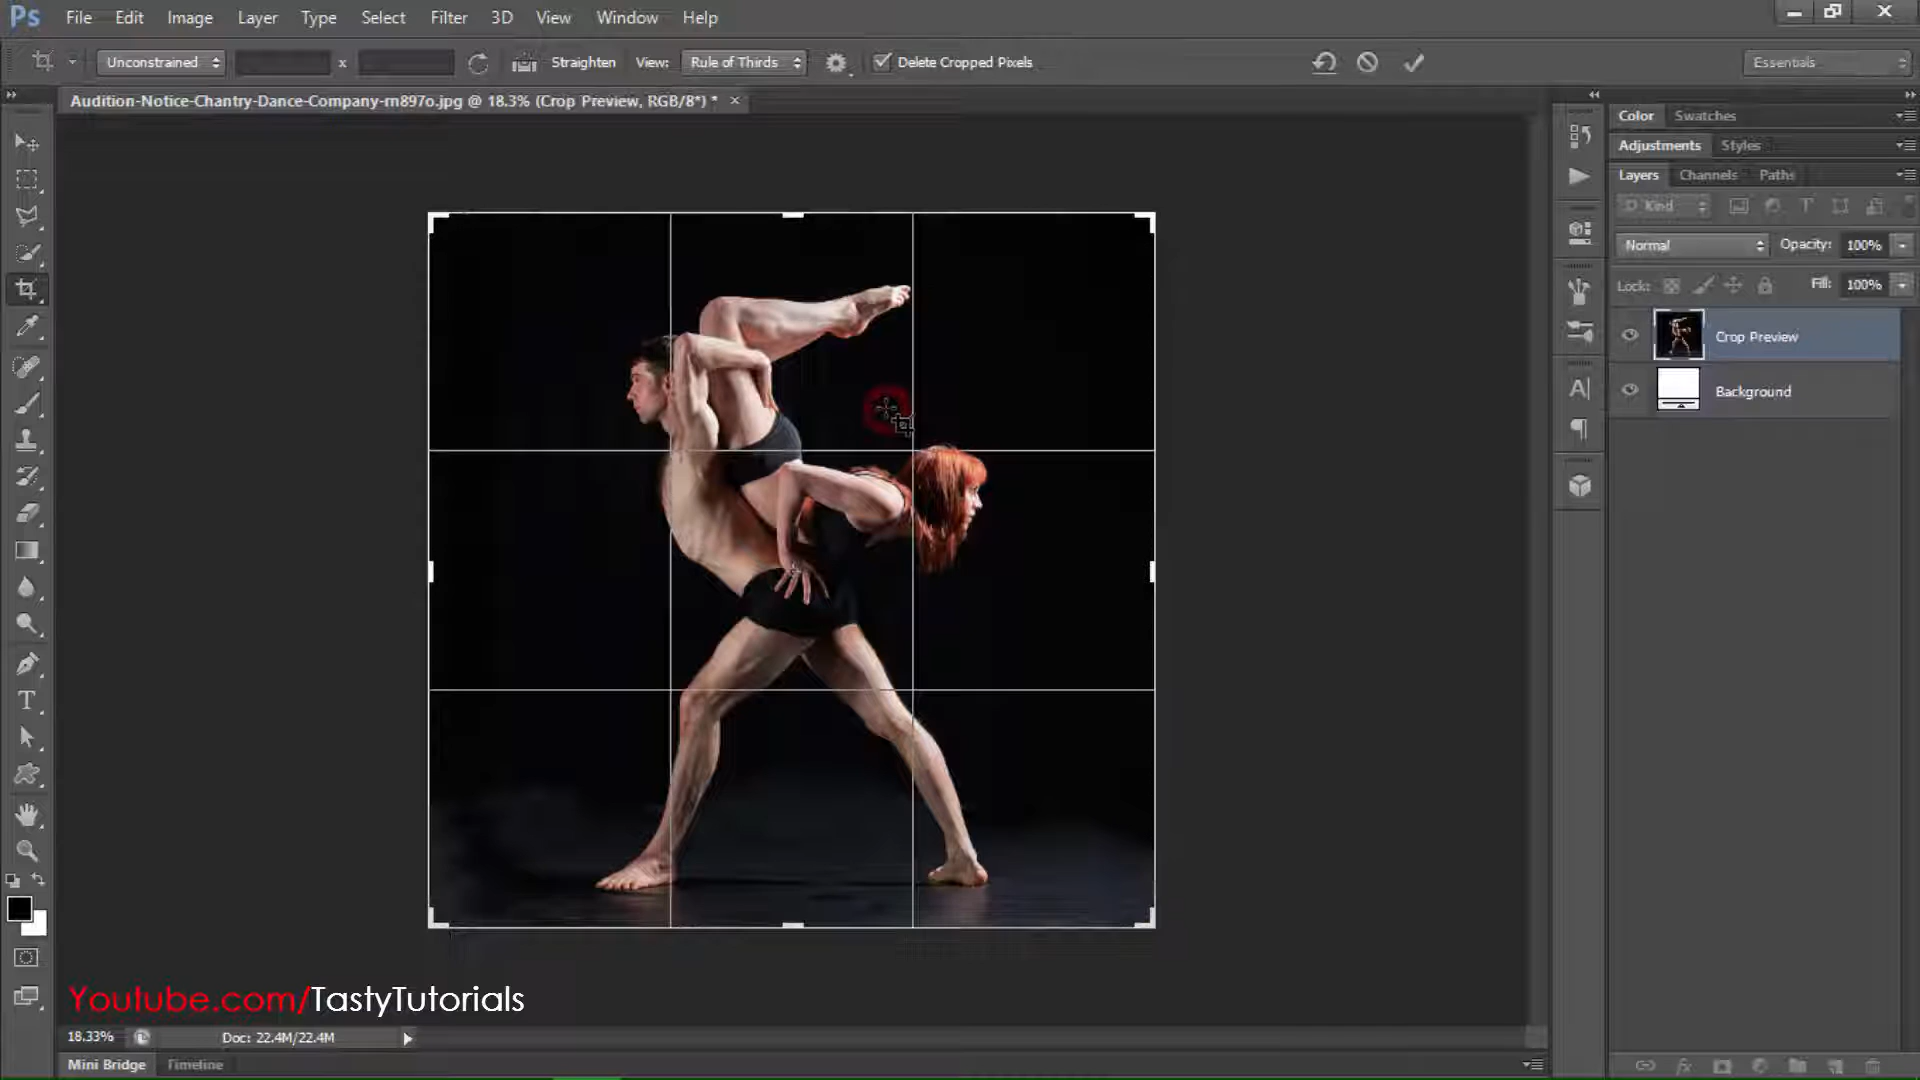 Ps File Edit Image Layer Type Select Filter 3D View Window Help
Unconstrained x Straighten View: Rule of Thirds Delete Cropped Pixels Essentials
Audition-Notice-Chantry-Dance-Company-rn897o.jpg @ 18.3% (Crop Preview, RGB/8*) * ×
Color Swatches
Adjustments Styles
Layers Channels Paths
Kind T
Normal Opacity: 100%
Lock: Fill: 100%
Crop Preview
Background
A
T
Youtube.com/TastyTutorials
18.33% Doc: 22.4M/22.4M
Mini Bridge Timeline
fx